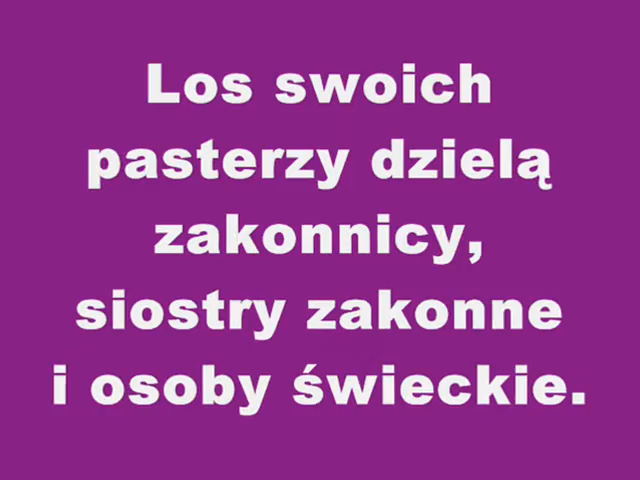 Los swoich
pasterzy dzielą
zakonnicy,
siostry zakonne
i osoby świeckie.